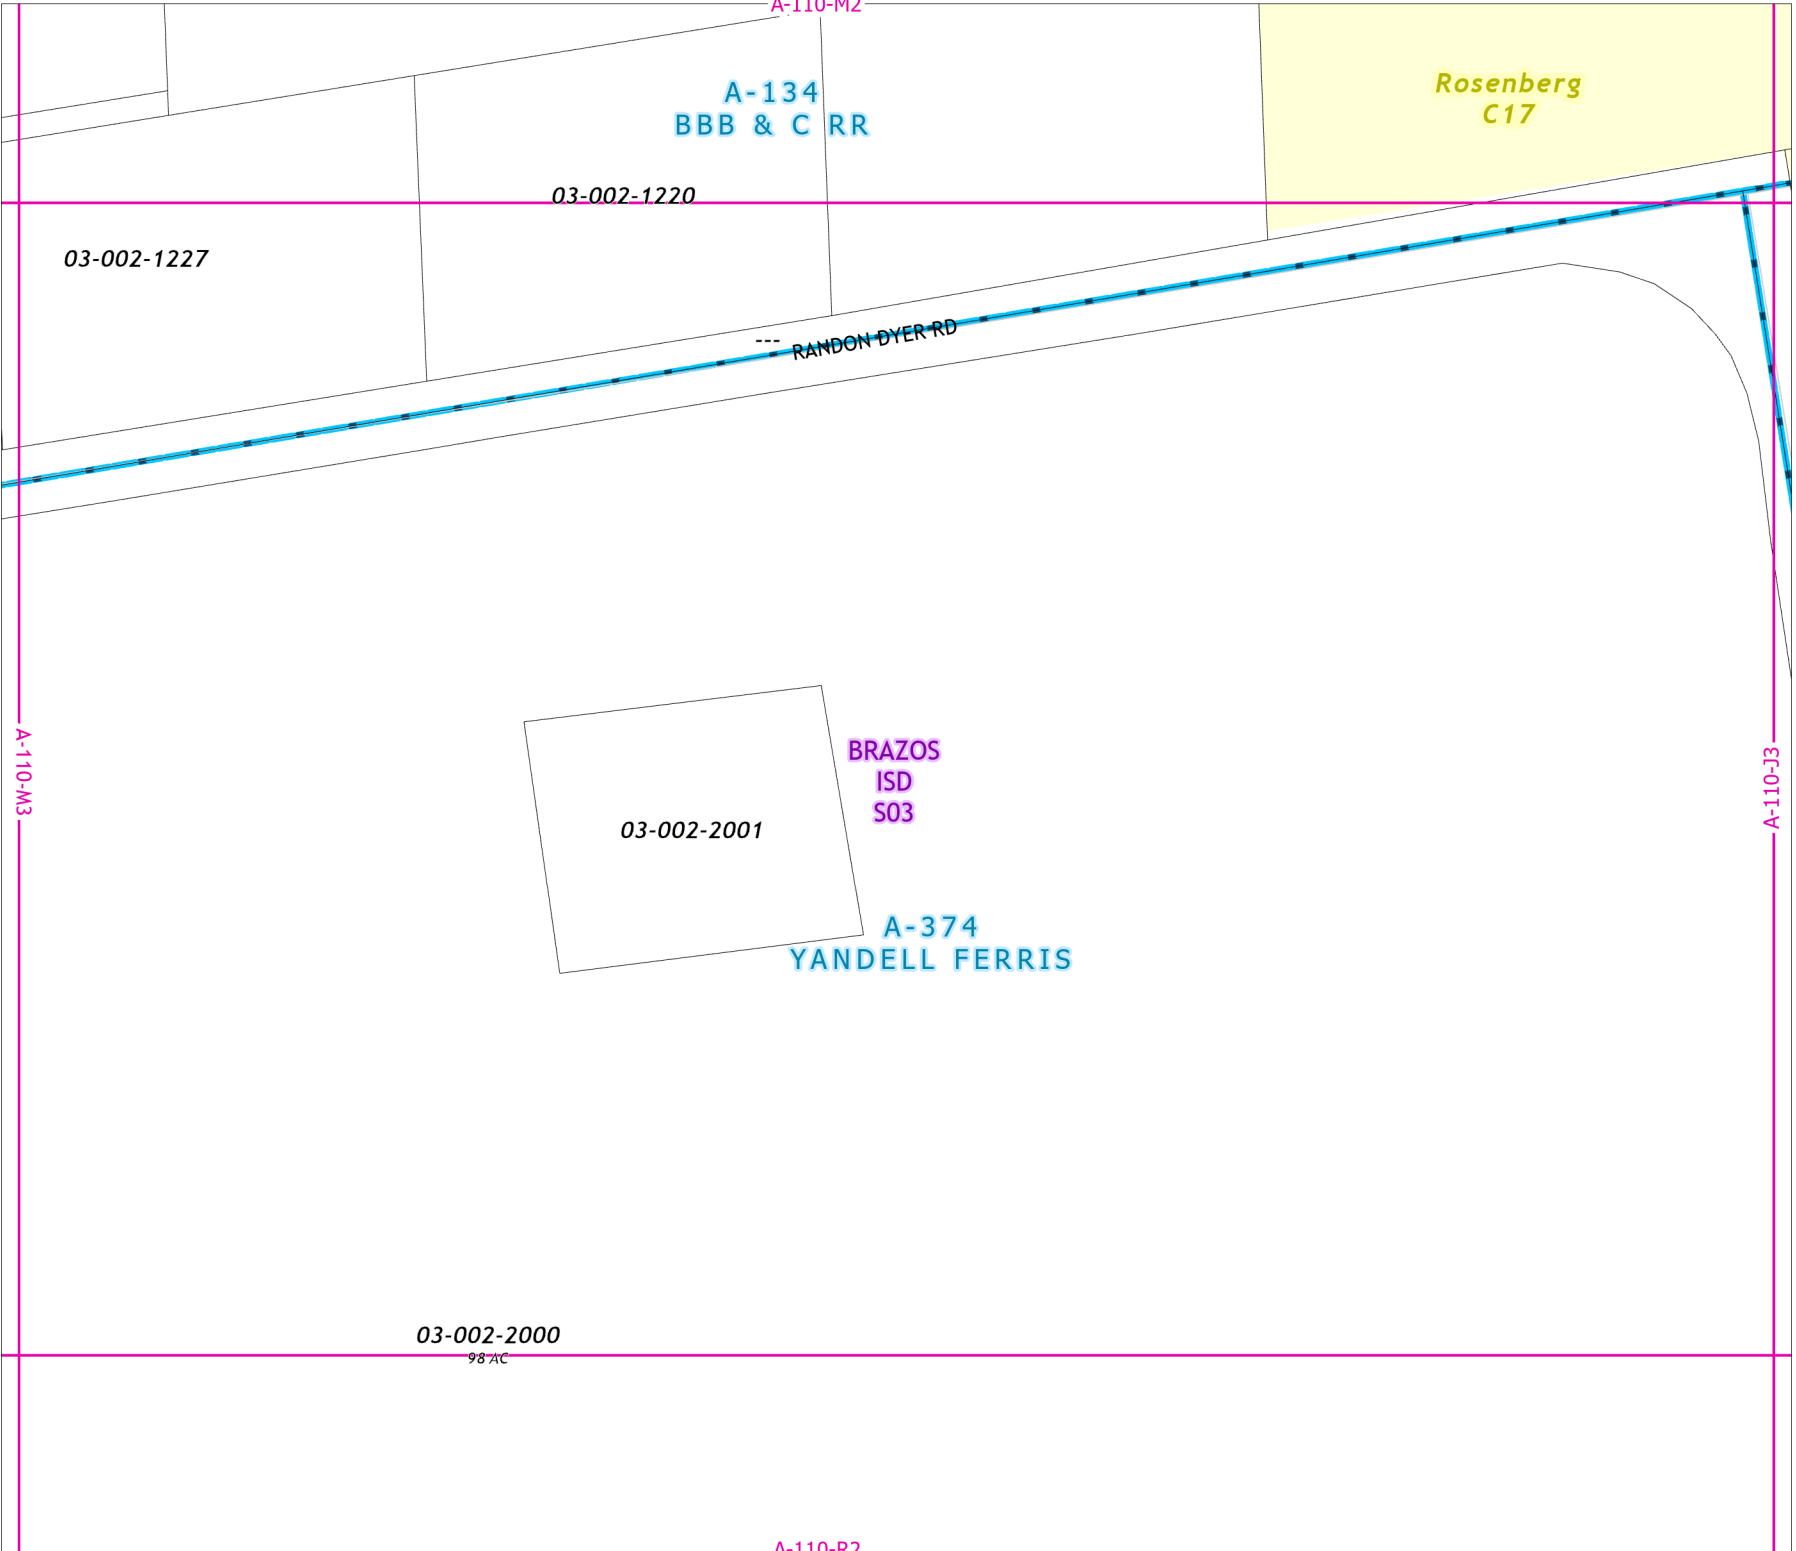 A-110-M2
Rosenberg
C17
A-134
BBB & C RR
03-002-1220
03-002-1227
---
RANDON DYER RD
A-110-M3
BRAZOS
ISD
S03
A-110-J3
03-002-2001
A-374
YANDELL FERRIS
03-002-2000
98 AC
A-110-R2